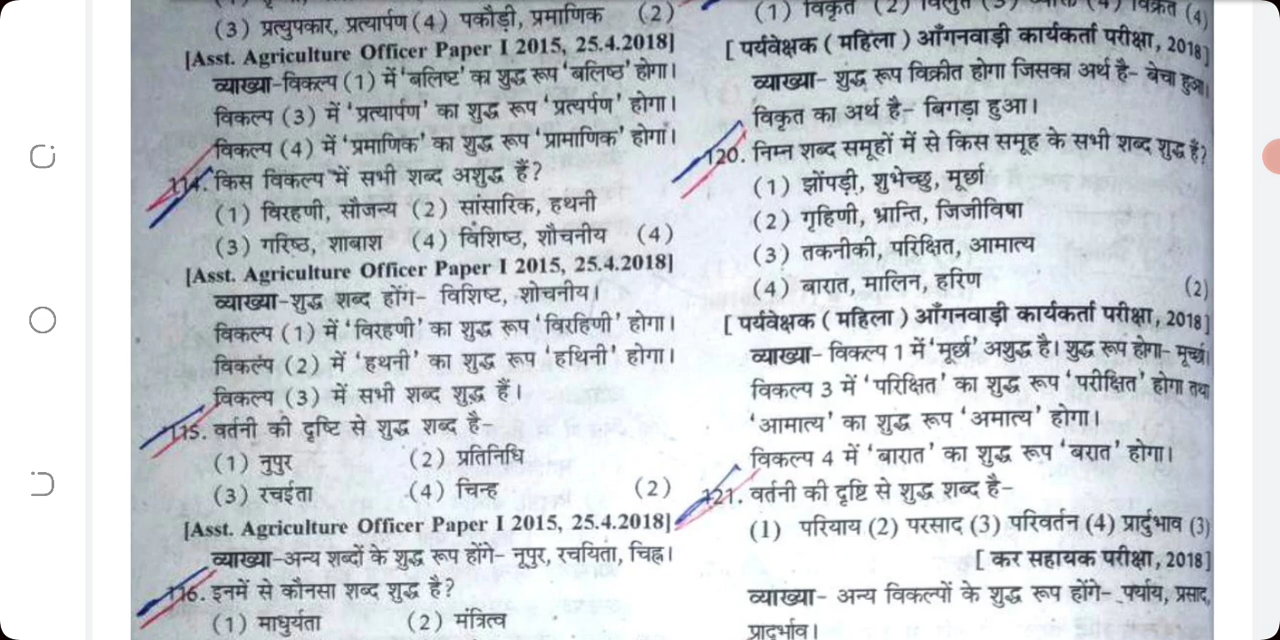 (3) प्रत्युपकार, प्रत्यार्पण (4) पकौड़ी, प्रमाणिक (2)
[Asst. Agriculture Officer Paper I 2015, 25.4.2018]
व्याख्या-विकल्प (1) में 'बलिष्ट' का शुद्ध रूप 'बलिष्ठ' होगा।
विकल्प (3) में 'प्रत्यार्पण' का शुद्ध रूप 'प्रत्यर्पण' होगा।
विकल्प (4) में 'प्रमाणिक' का शुद्ध रूप 'प्रामाणिक' होगा।
114. किस विकल्प में सभी शब्द अशुद्ध हैं?
(1) विरहणी, सौजन्य (2) सांसारिक, हथनी
(3) गरिष्ठ, शाबाश (4) विशिष्ठ, शौचनीय (4)
[Asst. Agriculture Officer Paper I 2015, 25.4.2018]
व्याख्या-शुद्ध शब्द होंग- विशिष्ट, शोचनीय।
विकल्प (1) में 'विरहणी' का शुद्ध रूप 'विरहिणी' होगा।
विकल्प (2) में 'हथनी' का शुद्ध रूप 'हथिनी' होगा।
विकल्प (3) में सभी शब्द शुद्ध हैं।
115. वर्तनी की दृष्टि से शुद्ध शब्द है-
(1) नुपुर (2) प्रतिनिधि
(3) रचईता (4) चिन्ह (2)
[Asst. Agriculture Officer Paper I 2015, 25.4.2018]
व्याख्या-अन्य शब्दों के शुद्ध रूप होंगे- नूपुर, रचयिता, चिह्न।
116. इनमें से कौनसा शब्द शुद्ध है?
(1) माधुर्यता (2) मंत्रित्व
(1) विकृत (2) (3) (4) विक्रत (4)
[ पर्यवेक्षक ( महिला ) आँगनवाड़ी कार्यकर्ता परीक्षा, 2018]
व्याख्या- शुद्ध रूप विक्रीत होगा जिसका अर्थ है- बेचा हुआ।
विकृत का अर्थ है- बिगड़ा हुआ।
120. निम्न शब्द समूहों में से किस समूह के सभी शब्द शुद्ध हैं?
(1) झोंपड़ी, शुभेच्छु, मूर्छा
(2) गृहिणी, भ्रान्ति, जिजीविषा
(3) तकनीकी, परिक्षित, आमात्य
(4) बारात, मालिन, हरिण (2)
[ पर्यवेक्षक ( महिला ) आँगनवाड़ी कार्यकर्ता परीक्षा, 2018]
व्याख्या- विकल्प 1 में 'मूर्छा' अशुद्ध है। शुद्ध रूप होगा- मूर्च्छा।
विकल्प 3 में 'परिक्षित' का शुद्ध रूप 'परीक्षित' होगा तथा
'आमात्य' का शुद्ध रूप 'अमात्य' होगा।
विकल्प 4 में 'बारात' का शुद्ध रूप 'बरात' होगा।
121. वर्तनी की दृष्टि से शुद्ध शब्द है-
(1) परियाय (2) परसाद (3) परिवर्तन (4) प्रार्दुभाव (3)
[ कर सहायक परीक्षा, 2018]
व्याख्या- अन्य विकल्पों के शुद्ध रूप होंगे- पर्याय, प्रसाद,
प्रादुर्भाव।